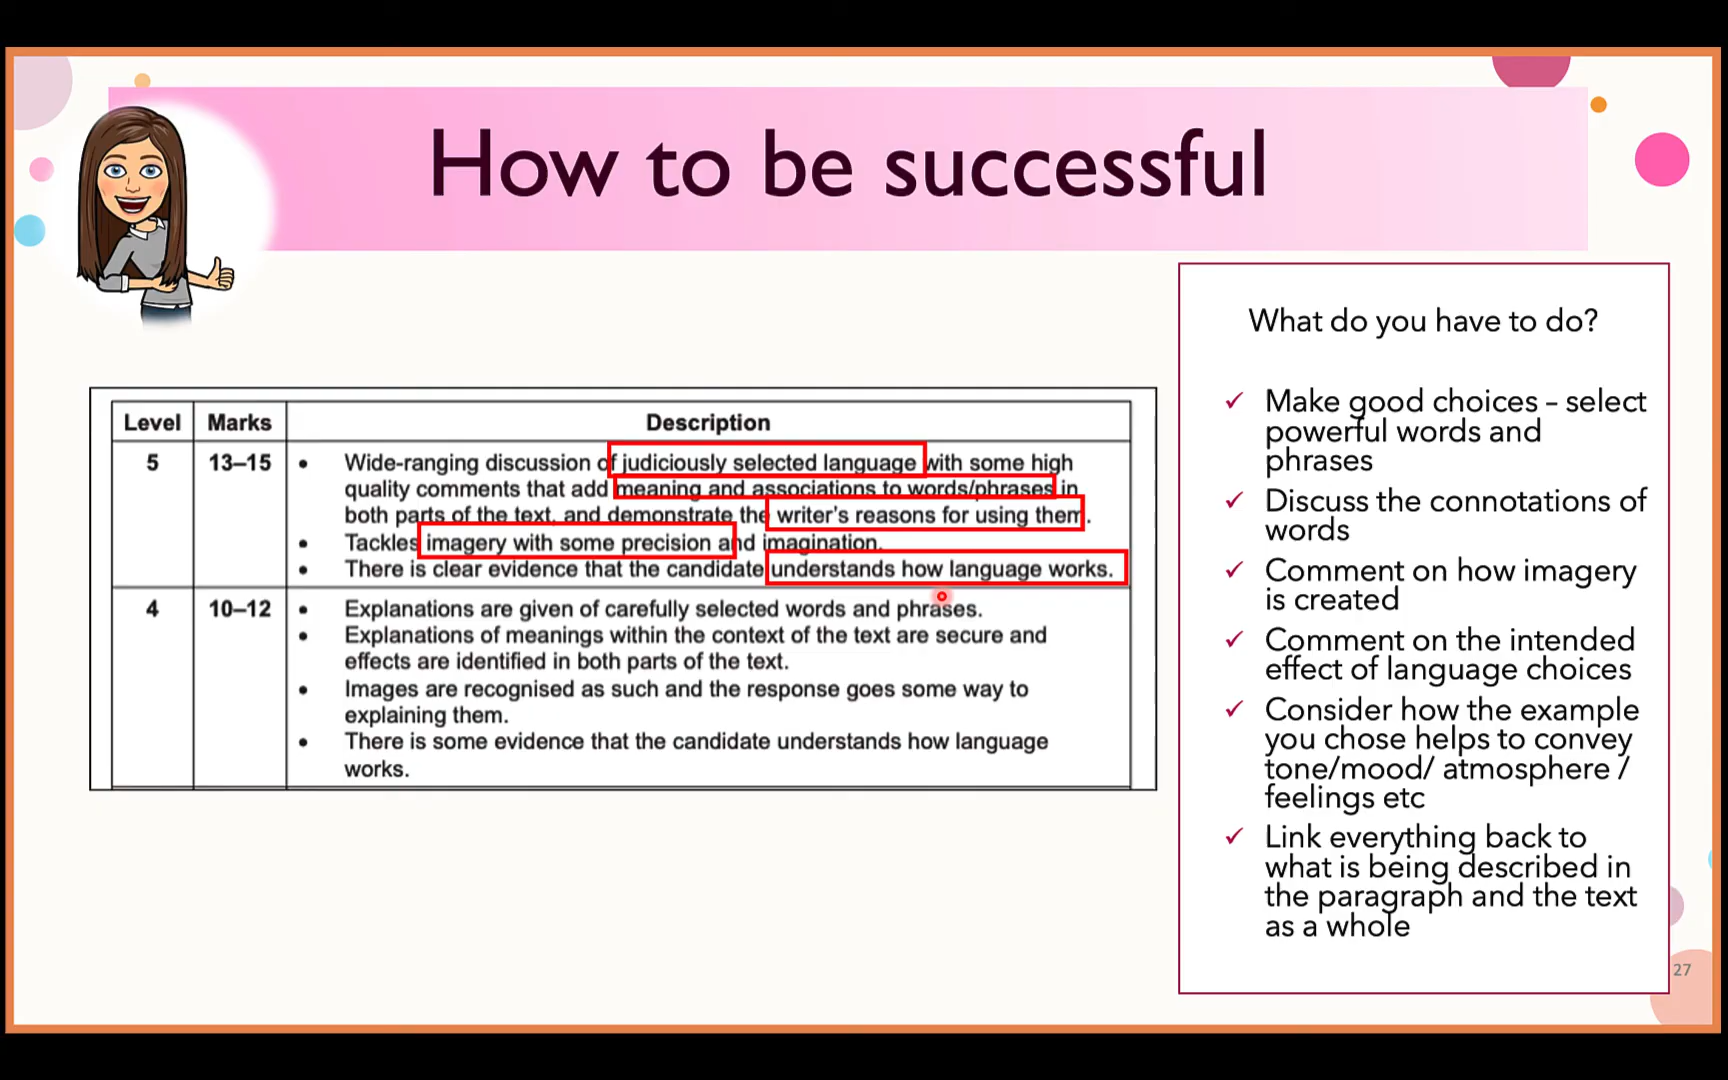 How to be successful
Level Marks Description
5 13–15 • Wide-ranging discussion of judiciously selected language with some high
quality comments that add meaning and associations to words/phrases in
both parts of the text, and demonstrate the writer's reasons for using them.
• Tackles imagery with some precision and imagination.
• There is clear evidence that the candidate understands how language works.
4 10–12 • Explanations are given of carefully selected words and phrases.
• Explanations of meanings within the context of the text are secure and
effects are identified in both parts of the text.
• Images are recognised as such and the response goes some way to
explaining them.
• There is some evidence that the candidate understands how language
works.
What do you have to do?
✓ Make good choices – select
powerful words and
phrases
✓ Discuss the connotations of
words
✓ Comment on how imagery
is created
✓ Comment on the intended
effect of language choices
✓ Consider how the example
you chose helps to convey
tone/mood/ atmosphere /
feelings etc
✓ Link everything back to
what is being described in
the paragraph and the text
as a whole
27